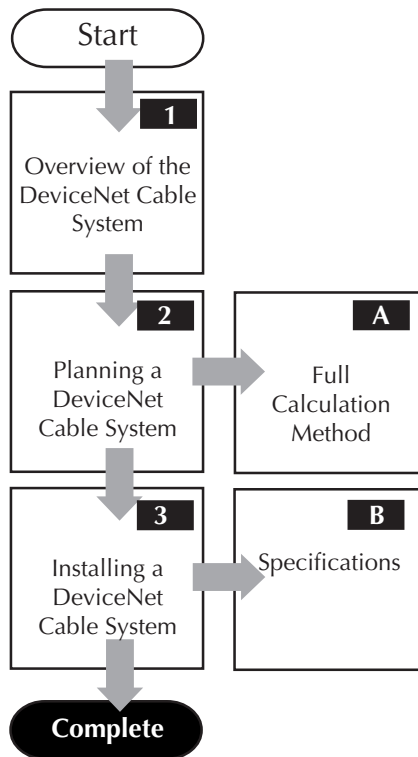 Start
1
Overview of the
DeviceNet Cable
System
2
Planning a
DeviceNet
Cable System
A
Full
Calculation
Method
3
Installing a
DeviceNet
Cable System
B
Specifications
Complete